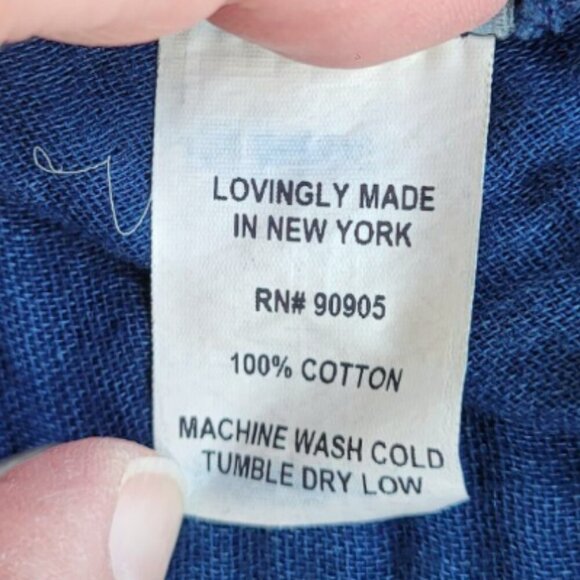 LOVINGLY MADE
IN NEW YORK
RN# 90905
100% COTTON
MACHINE WASH COLD
TUMBLE DRY LOW